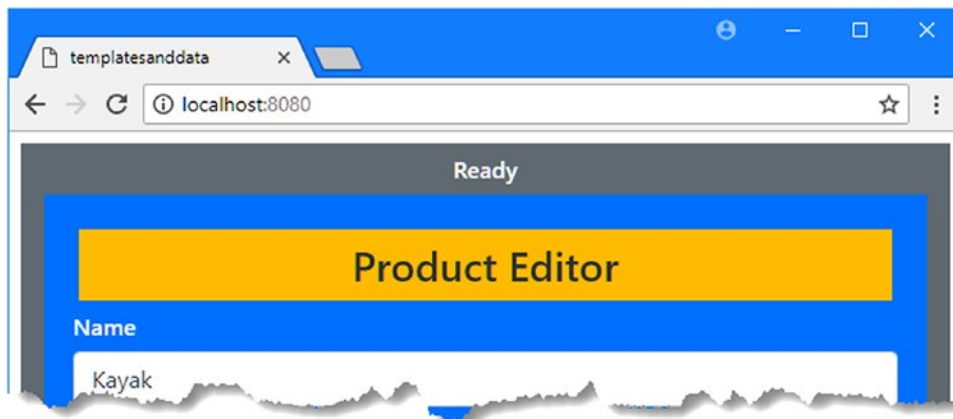 templatesanddata
localhost:8080
Ready
Product Editor
Name
Kayak